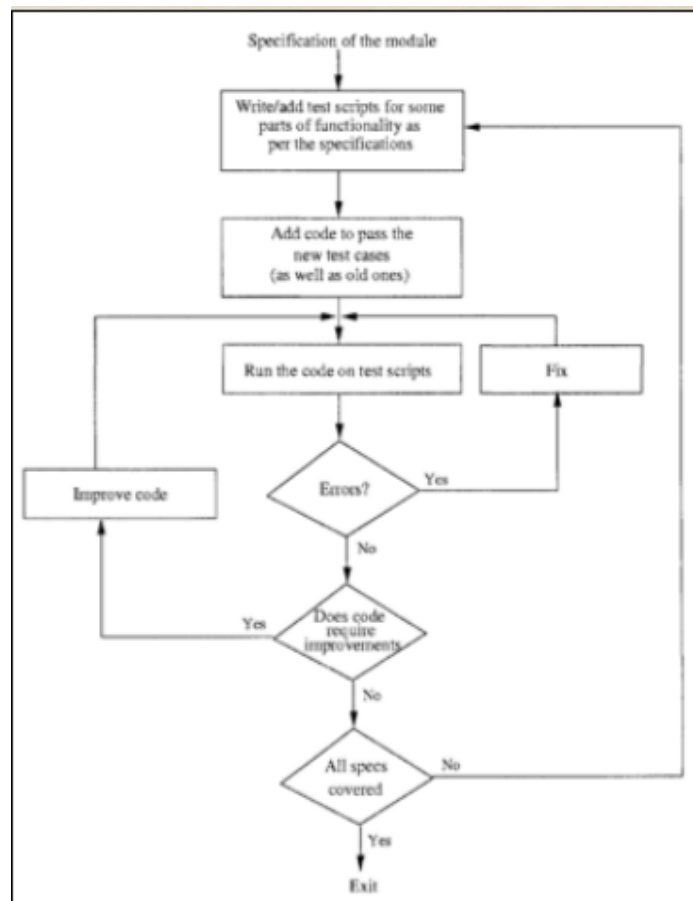 Specification of the module
Write/add test scripts for some
parts of functionality as
per the specifications
Add code to pass the
new test cases
(as well as old ones)
Run the code on test scripts
Fix
Errors?
Yes
Improve code
No
Does code
require
improvements
Yes
No
All specs
covered
No
Yes
Exit